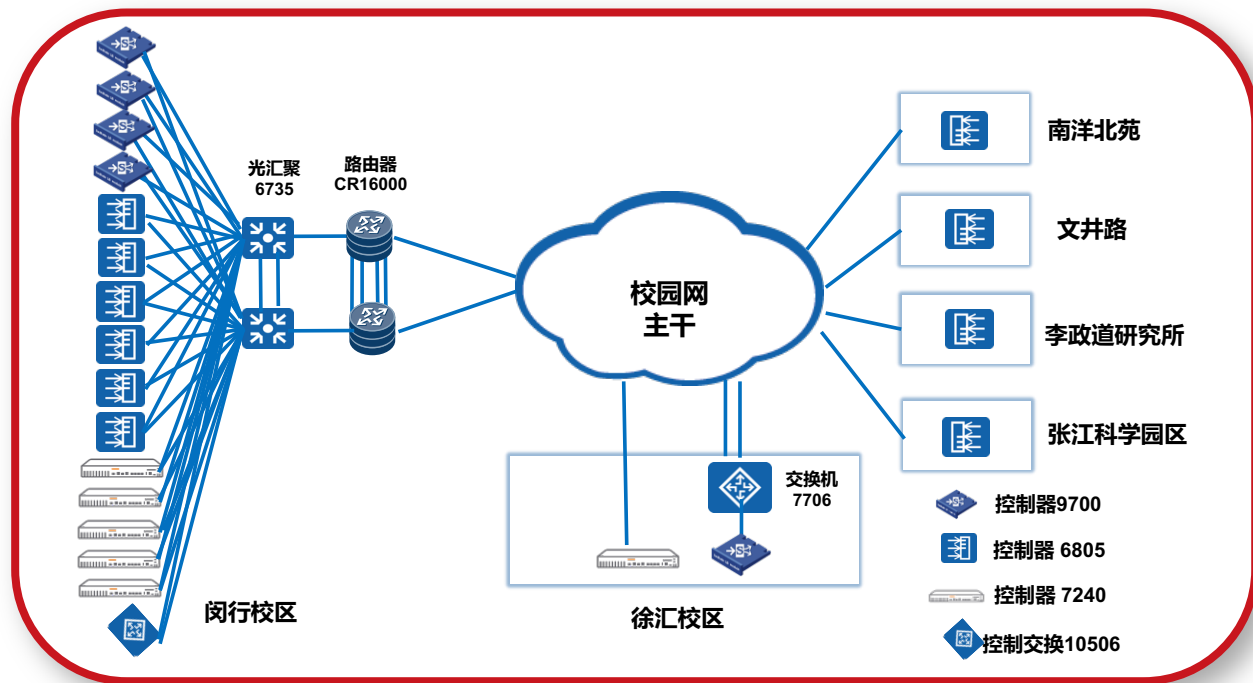 光汇聚
6735
路由器
CR16000
校园网
主干
南洋北苑
文井路
李政道研究所
张江科学园区
交换机
7706
闵行校区
徐汇校区
控制器9700
控制器 6805
控制器 7240
控制交换10506